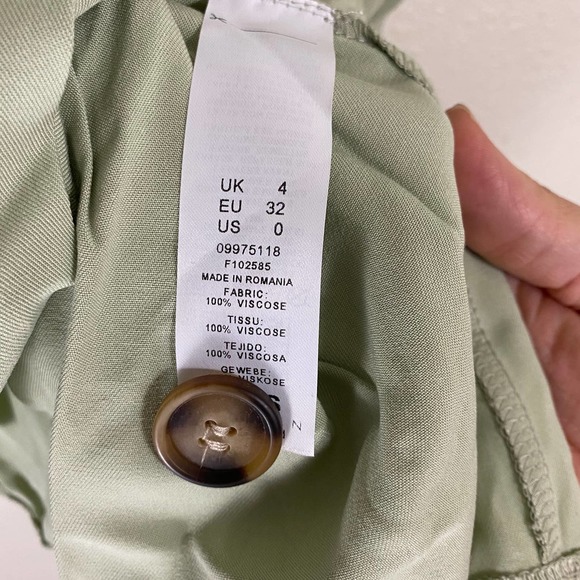 UK 4
EU 32
US 0
09975118
F102585
MADE IN ROMANIA
FABRIC:
100% VISCOSE
TISSU:
100% VISCOSE
TEJIDO:
100% VISCOSA
GEWEBE:
VISKOSE